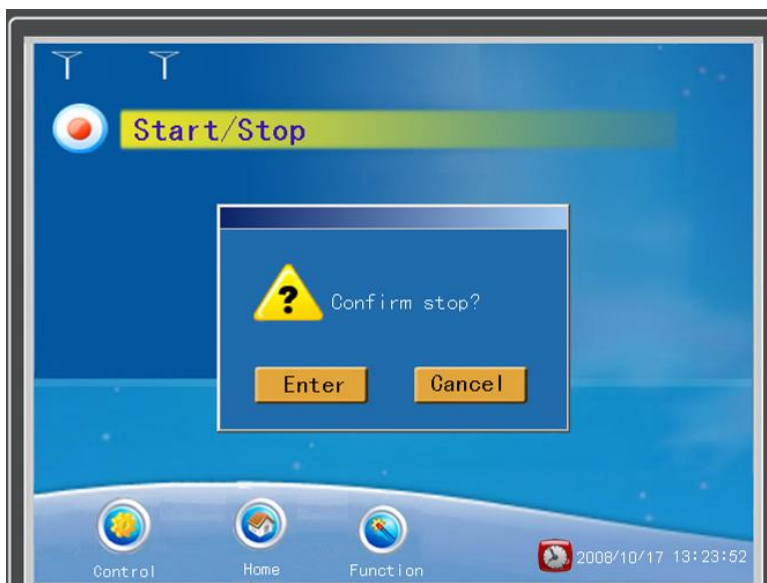 Start/Stop
?
Confirm stop?
Enter Cancel
Control Home Function
2008/10/17 13:23:52